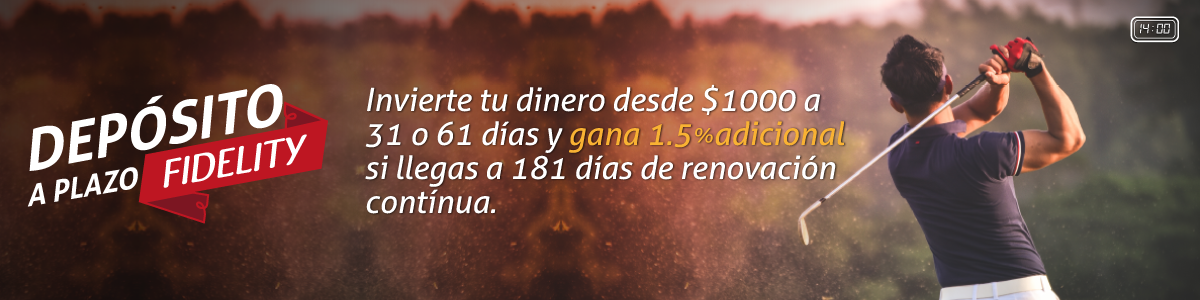 DEPÓSITO
A PLAZO FIDELITY
Invierte tu dinero desde $1000 a
31 o 61 días y gana 1.5%adicional
si llegas a 181 días de renovación
contínua.
14:00